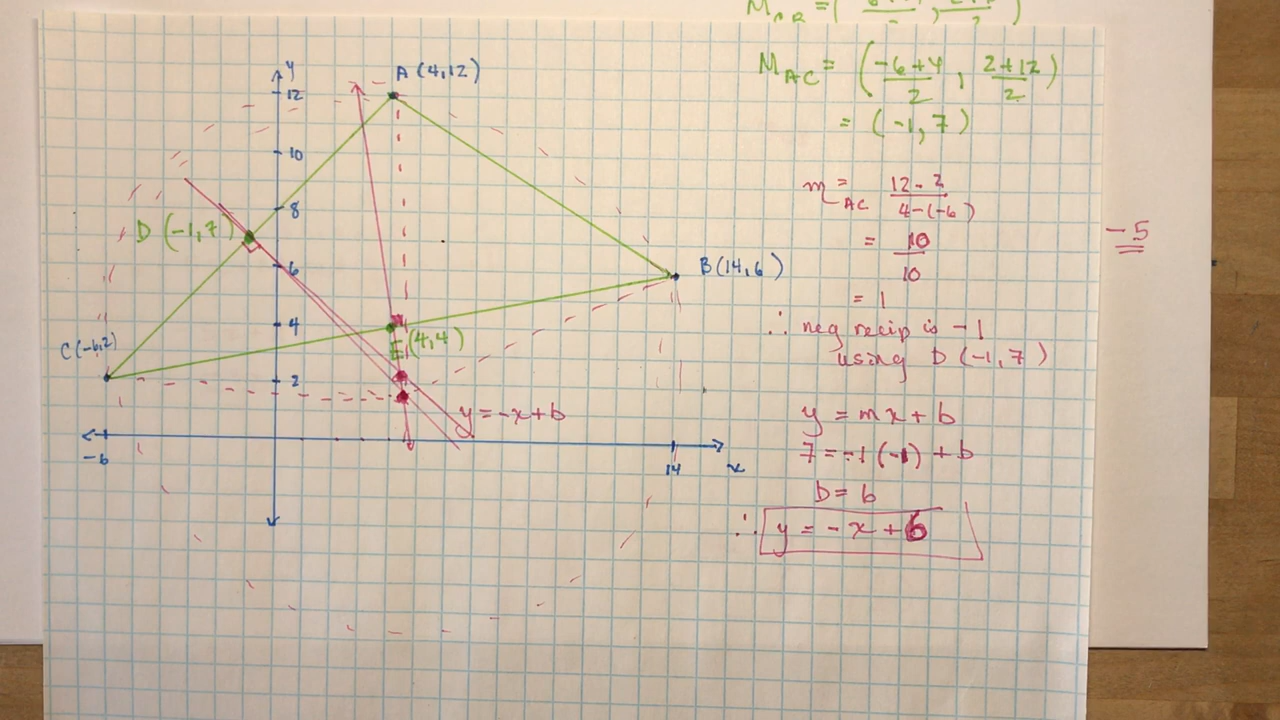 M_AC = (-6+4/2, 2+12/2)
= (-1, 7)
m_AC = 12-2/4-(-6)
= 10/10
= 1
∴ neg recip is -1
using D(-1,7)
y = mx + b
7 = -1(-1) + b
b = 6
∴ y = -x + 6
-5
y
A(4,12)
12
10
8
D(-1,7)
6
B(14,6)
4
E(4,4)
C(-6,2)
2
y = -x + b
-6
14
x